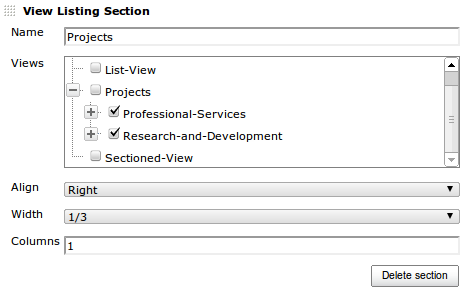 View Listing Section
Name
Projects
Views
List-View
Projects
Professional-Services
Research-and-Development
Sectioned-View
Align
Right
Width
1/3
Columns
1
Delete section